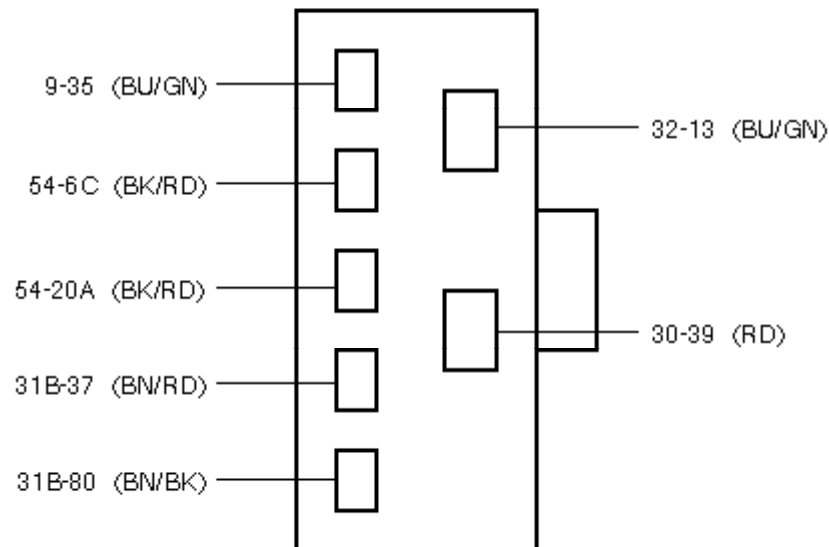 9-35 (BU/GN)
54-6C (BK/RD)
54-20A (BK/RD)
31B-37 (BN/RD)
31B-80 (BN/BK)
32-13 (BU/GN)
30-39 (RD)